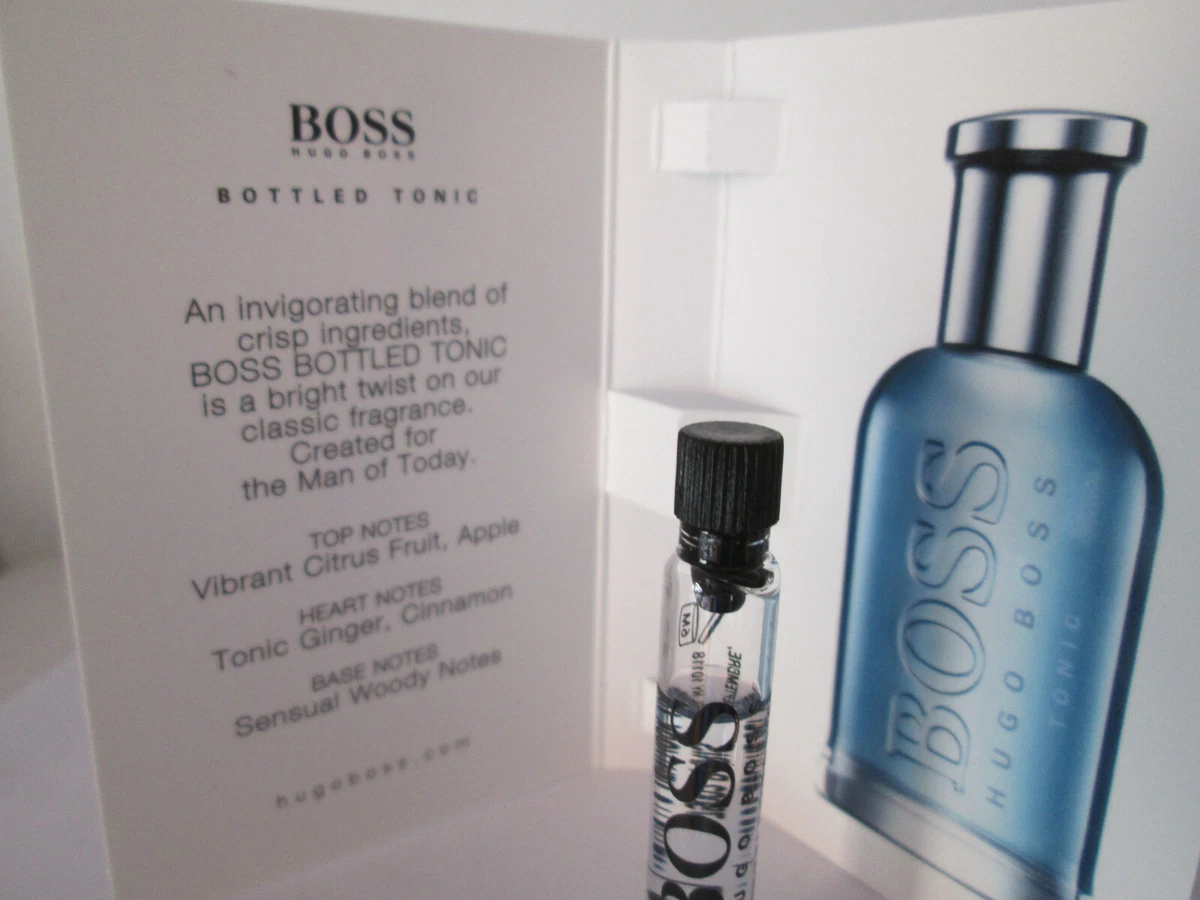 BOSS
HUGO BOSS
BOTTLED TONIC
An invigorating blend of
crisp ingredients,
BOSS BOTTLED TONIC
is a bright twist on our
classic fragrance.
Created for
the Man of Today.
TOP NOTES
Vibrant Citrus Fruit, Apple
HEART NOTES
Tonic Ginger, Cinnamon
BASE NOTES
Sensual Woody Notes
hugoboss.com
BOSS
BOSS
HUGO BOSS
TONIC